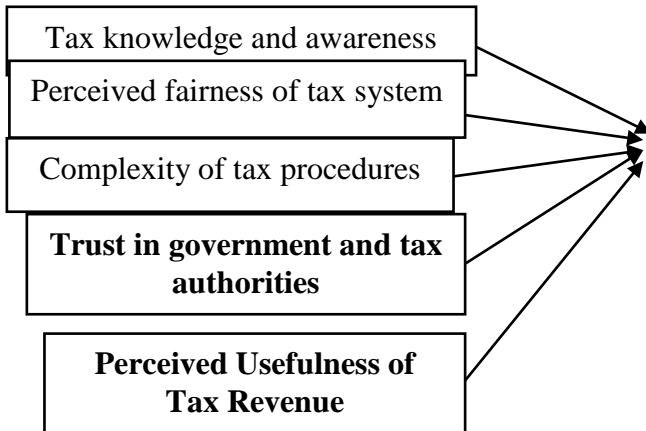 Tax knowledge and awareness
Perceived fairness of tax system
Complexity of tax procedures
Trust in government and tax
authorities
Perceived Usefulness of
Tax Revenue